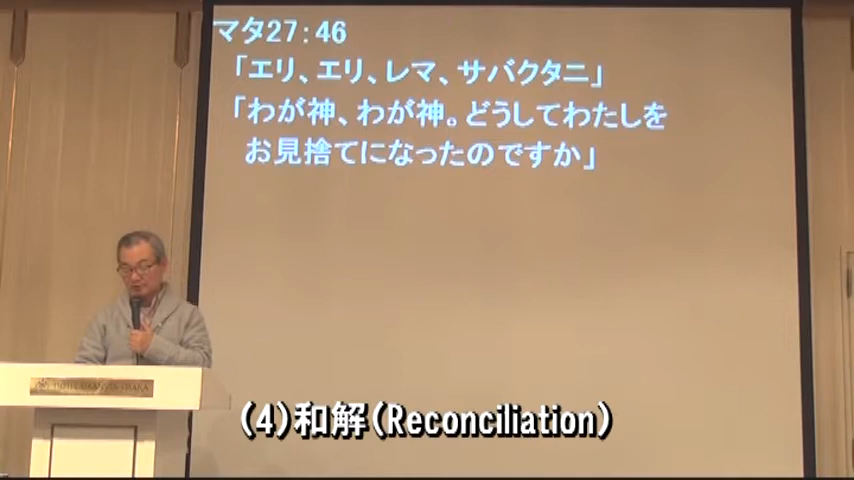 マタ27:46
「エリ、エリ、レマ、サバクタニ」
「わが神、わが神。どうしてわたしを
お見捨てになったのですか」
(4)和解(Reconciliation)